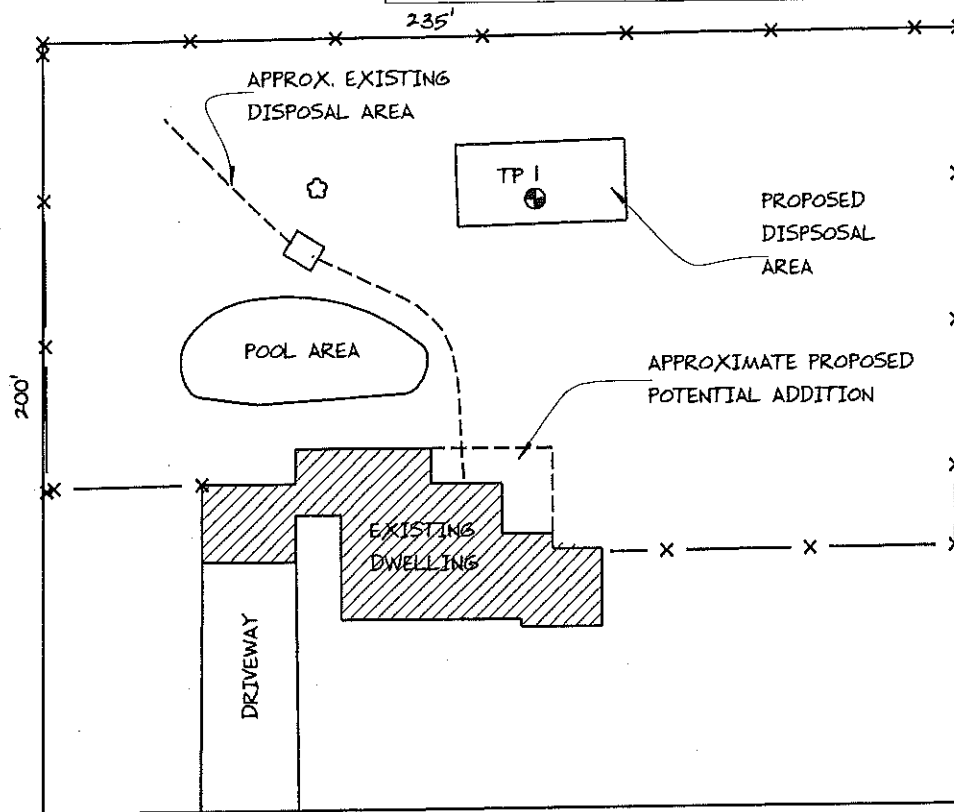 235'
APPROX. EXISTING
DISPOSAL AREA
TP 1
PROPOSED
DISPSOSAL
AREA
POOL AREA
APPROXIMATE PROPOSED
POTENTIAL ADDITION
200'
EXISTING
DWELLING
DRIVEWAY